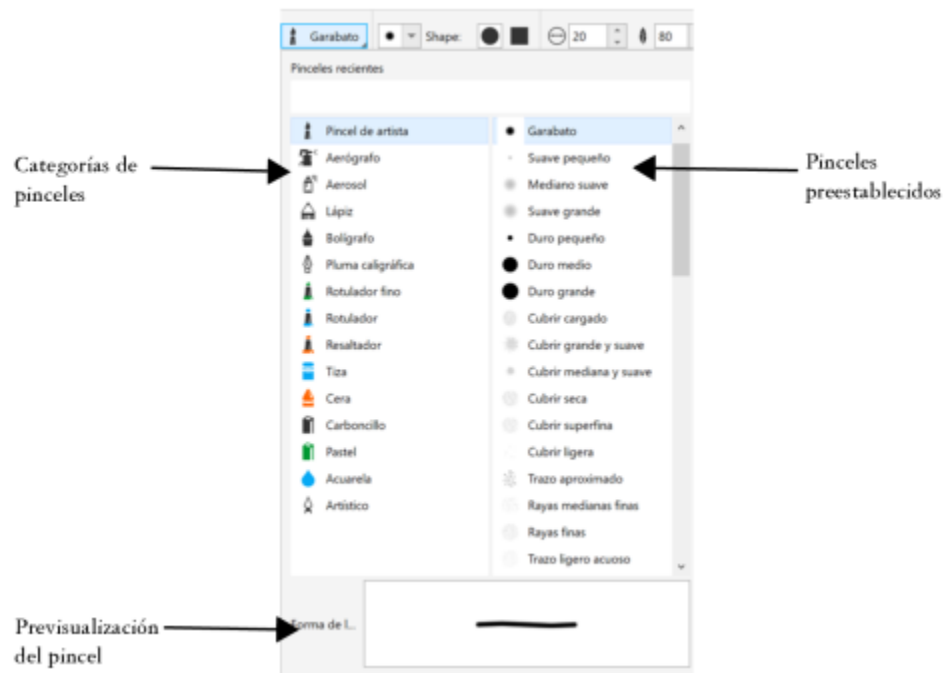 Garabato Shape: 20 80
Pinceles recientes
Pincel de artista
Aerógrafo
Aerosol
Lápiz
Bolígrafo
Pluma caligráfica
Rotulador fino
Rotulador
Resaltador
Tiza
Cera
Carboncillo
Pastel
Acuarela
Artístico
Garabato
Suave pequeño
Mediano suave
Suave grande
Duro pequeño
Duro medio
Duro grande
Cubrir cargado
Cubrir grande y suave
Cubrir mediana y suave
Cubrir seca
Cubrir superfina
Cubrir ligera
Trazo aproximado
Rayas medianas finas
Rayas finas
Trazo ligero acuoso
Categorías de
pinceles
Pinceles
preestablecidos
Forma de l...
Previsualización
del pincel